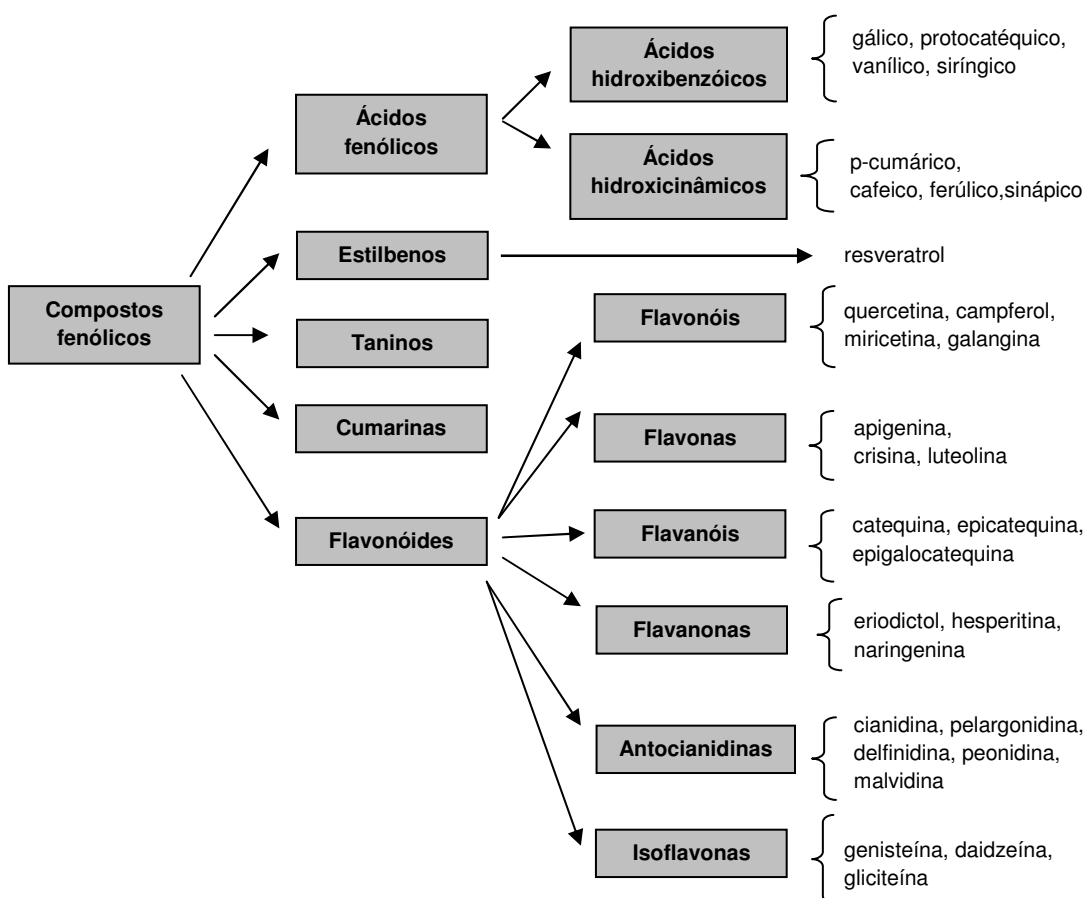 Ácidos
hidroxibenzóicos
gálico, protocatéquico,
vanílico, siríngico
Ácidos
fenólicos
Ácidos
hidroxicinâmicos
p-cumárico,
cafeico, ferúlico,sinápico
Estilbenos
resveratrol
Compostos
fenólicos
Flavonóis
quercetina, campferol,
miricetina, galangina
Taninos
Cumarinas
Flavonas
apigenina,
crisina, luteolina
Flavonóides
Flavanóis
catequina, epicatequina,
epigalocatequina
Flavanonas
eriodictol, hesperitina,
naringenina
Antocianidinas
cianidina, pelargonidina,
delfinidina, peonidina,
malvidina
Isoflavonas
genisteína, daidzeína,
gliciteína